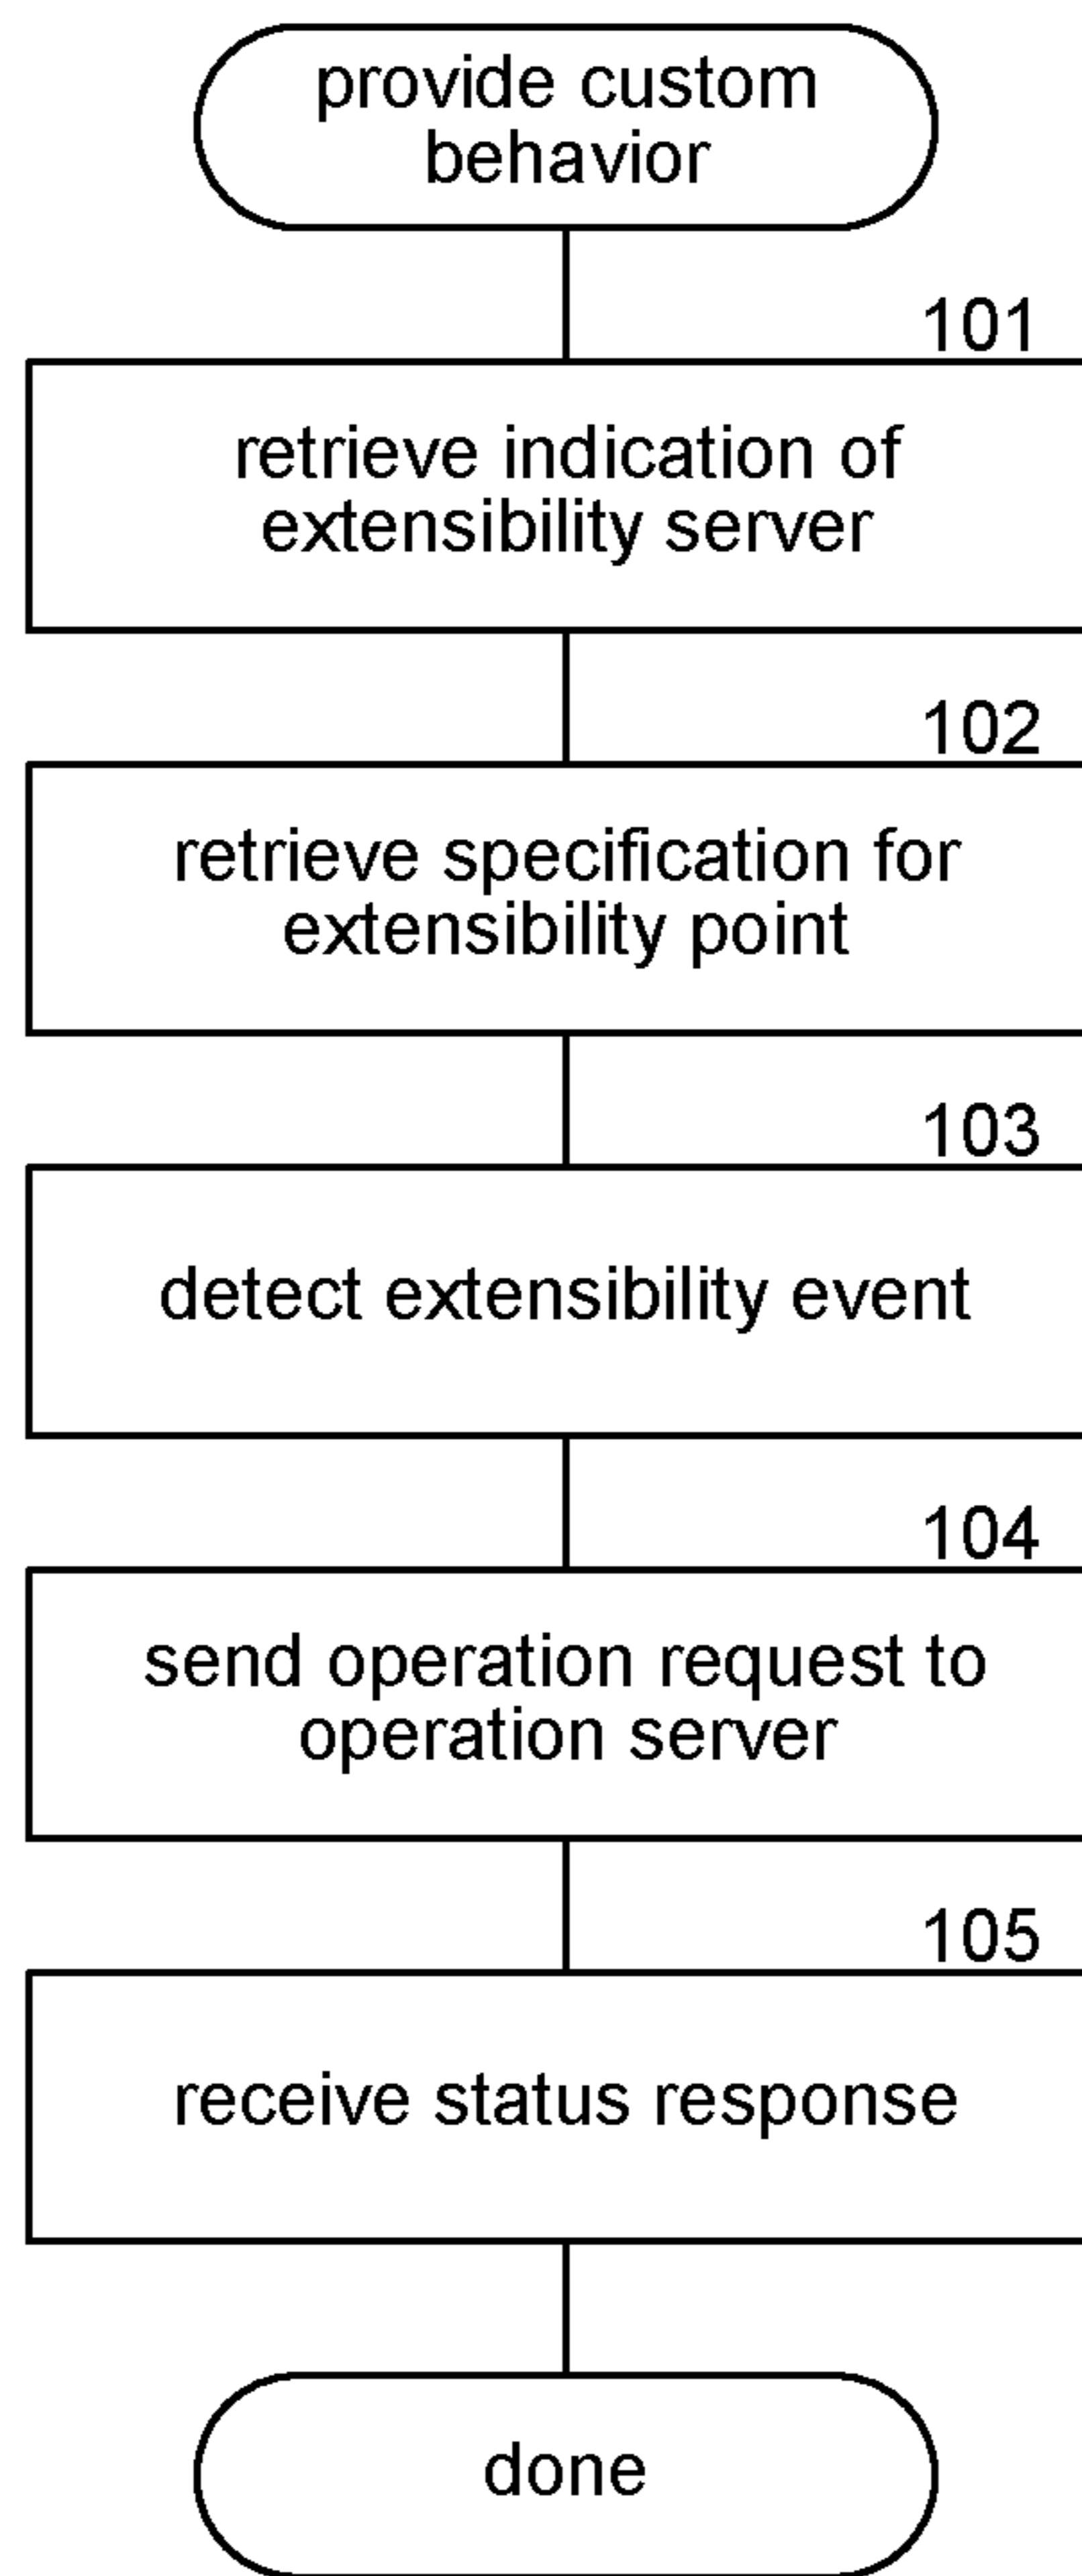 provide custom
behavior
101
retrieve indication of
extensibility server
102
retrieve specification for
extensibility point
103
detect extensibility event
104
send operation request to
operation server
105
receive status response
done